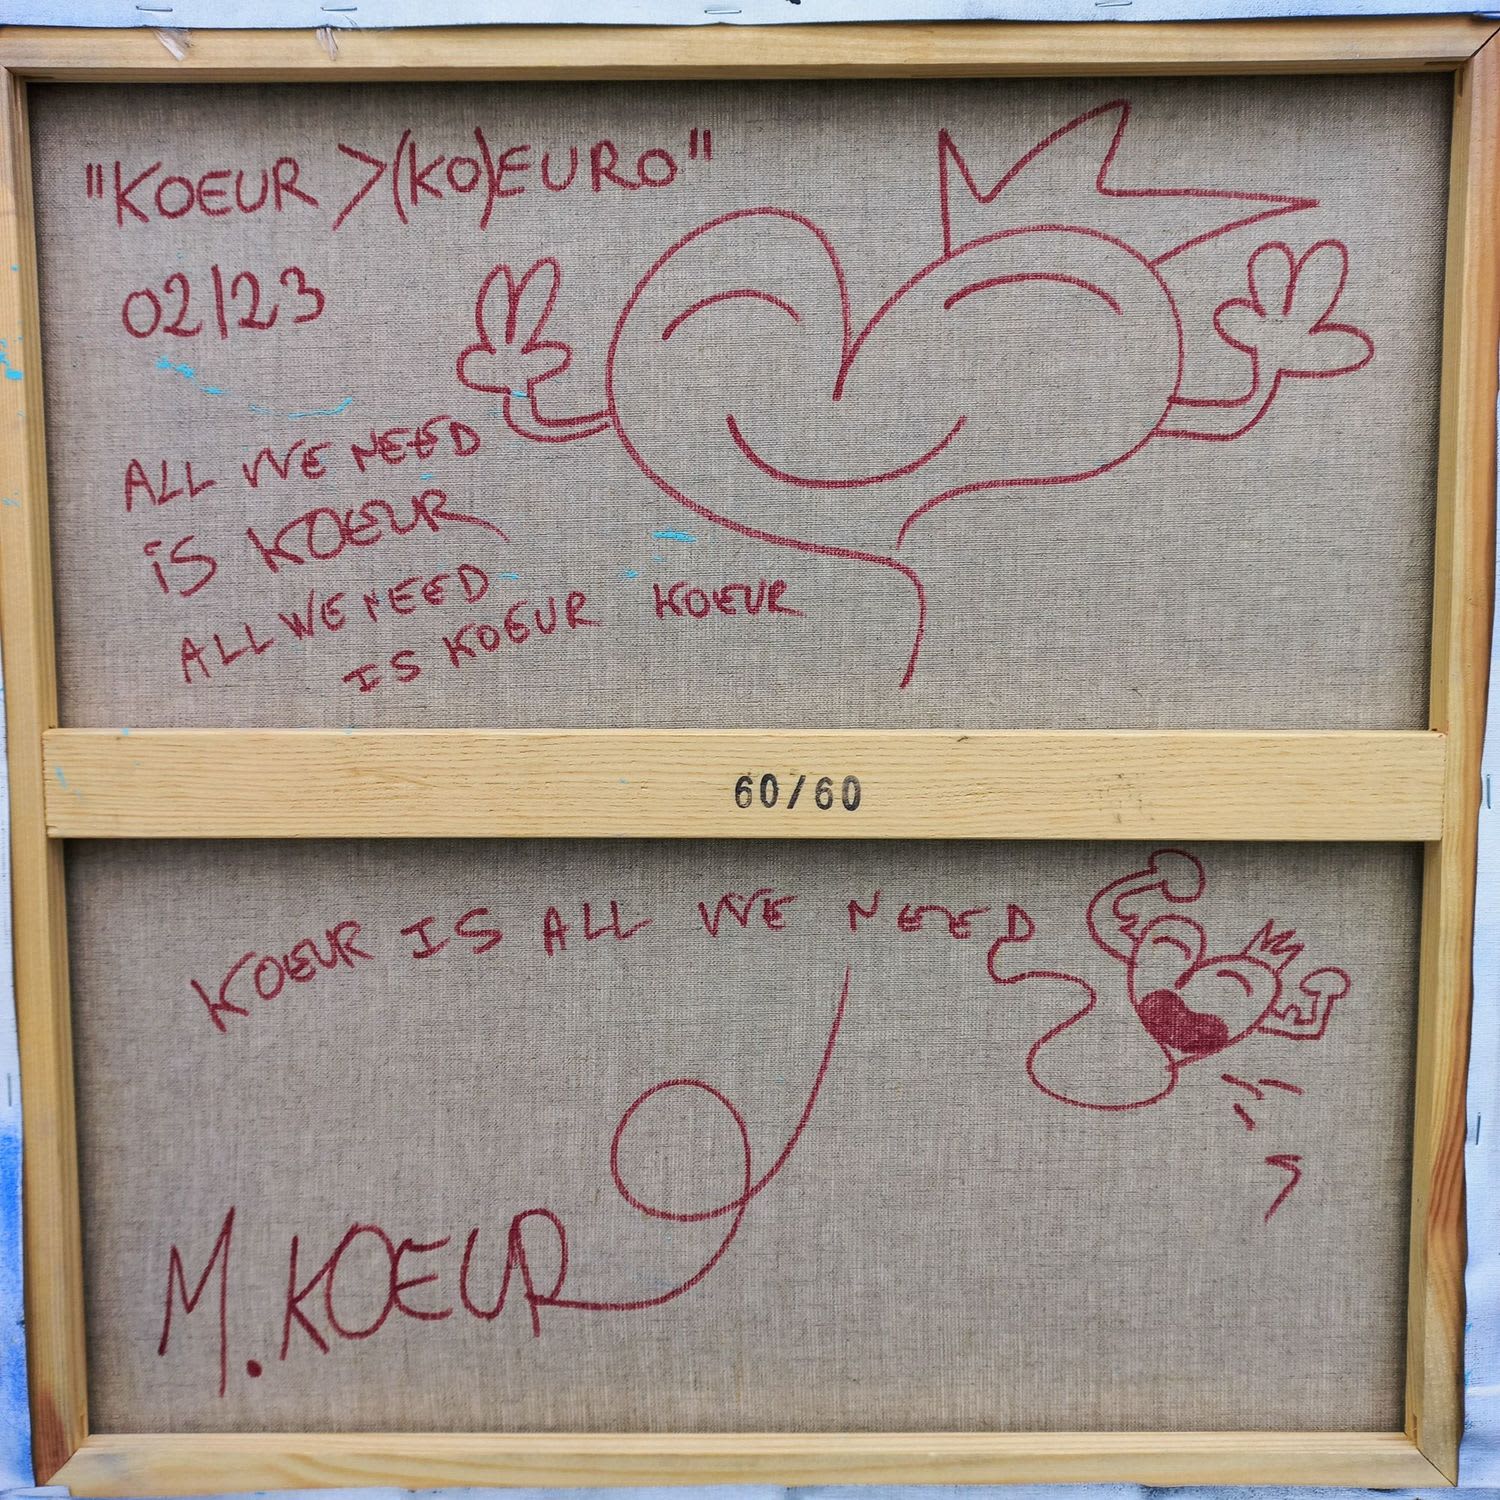 "KOEUR >(KO)EURO"
02/23
ALL WE NEED
iS KOEUR
ALL WE NEED
IS KOEUR KOEUR
60/60
KOEUR IS ALL WE NEED
M.KOEUR